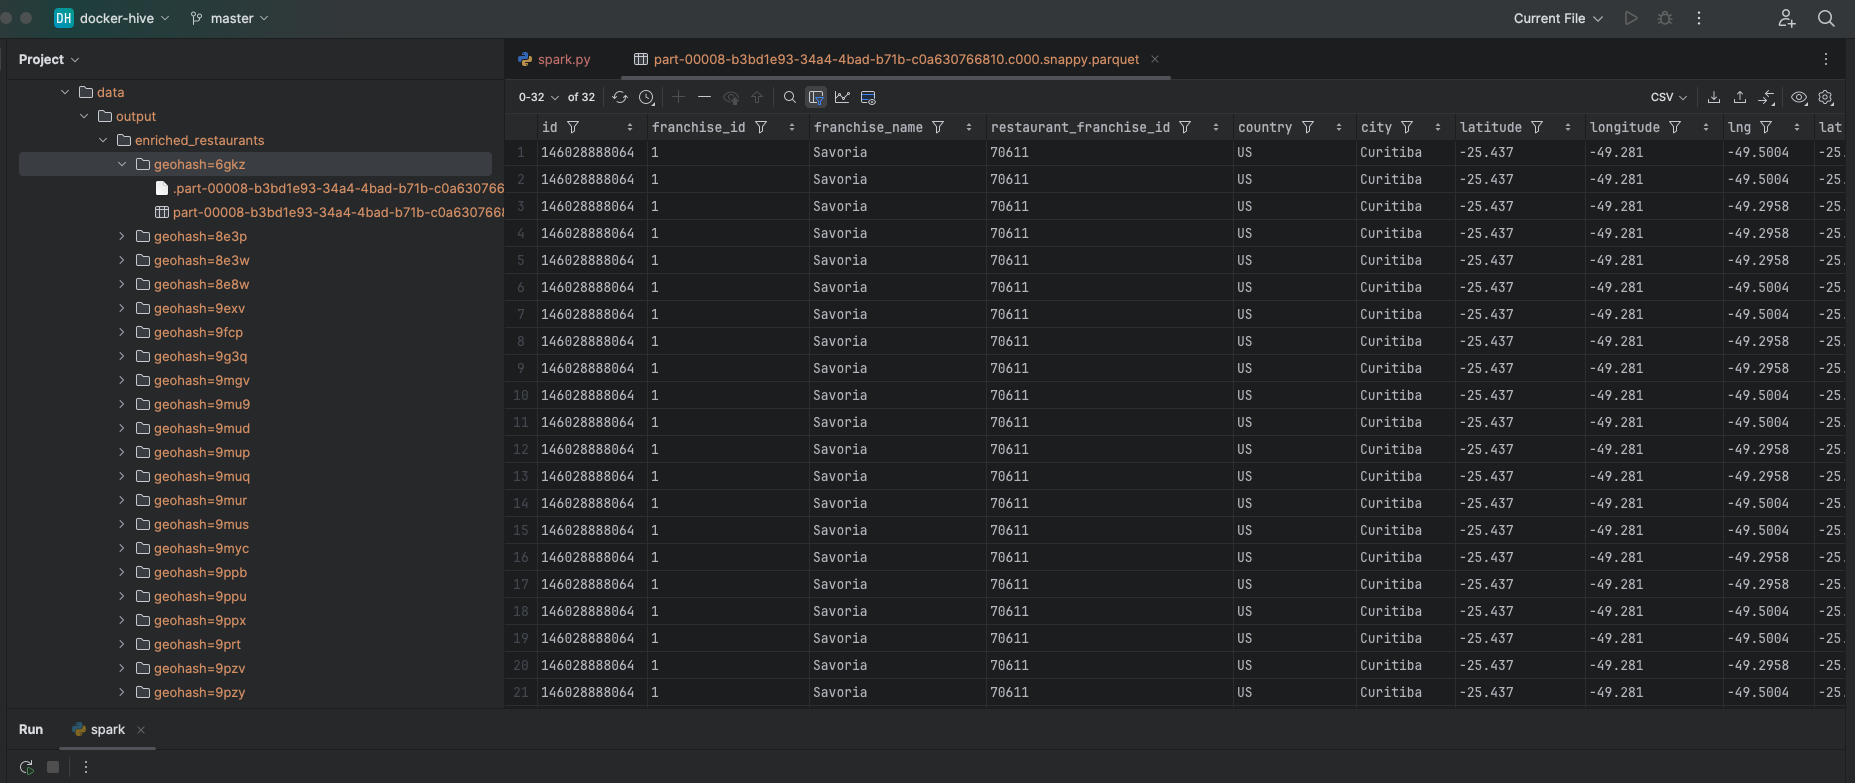 DH docker-hive master Current File
Project
spark.py part-00008-b3bd1e93-34a4-4bad-b71b-c0a630766810.c000.snappy.parquet
0-32 of 32 CSV
data
output
enriched_restaurants
geohash=6gkz
.part-00008-b3bd1e93-34a4-4bad-b71b-c0a630766
part-00008-b3bd1e93-34a4-4bad-b71b-c0a6307668
geohash=8e3p
geohash=8e3w
geohash=8e8w
geohash=9exv
geohash=9fcp
geohash=9g3q
geohash=9mgv
geohash=9mu9
geohash=9mud
geohash=9mup
geohash=9muq
geohash=9mur
geohash=9mus
geohash=9myc
geohash=9ppb
geohash=9ppu
geohash=9ppx
geohash=9prt
geohash=9pzv
geohash=9pzy
id franchise_id franchise_name restaurant_franchise_id country city latitude longitude lng lat
1 146028888064 1 Savoria 70611 US Curitiba -25.437 -49.281 -49.5004 -25.
2 146028888064 1 Savoria 70611 US Curitiba -25.437 -49.281 -49.5004 -25.
3 146028888064 1 Savoria 70611 US Curitiba -25.437 -49.281 -49.2958 -25.
4 146028888064 1 Savoria 70611 US Curitiba -25.437 -49.281 -49.2958 -25.
5 146028888064 1 Savoria 70611 US Curitiba -25.437 -49.281 -49.2958 -25.
6 146028888064 1 Savoria 70611 US Curitiba -25.437 -49.281 -49.5004 -25.
7 146028888064 1 Savoria 70611 US Curitiba -25.437 -49.281 -49.5004 -25.
8 146028888064 1 Savoria 70611 US Curitiba -25.437 -49.281 -49.2958 -25.
9 146028888064 1 Savoria 70611 US Curitiba -25.437 -49.281 -49.2958 -25.
10 146028888064 1 Savoria 70611 US Curitiba -25.437 -49.281 -49.5004 -25.
11 146028888064 1 Savoria 70611 US Curitiba -25.437 -49.281 -49.5004 -25.
12 146028888064 1 Savoria 70611 US Curitiba -25.437 -49.281 -49.2958 -25.
13 146028888064 1 Savoria 70611 US Curitiba -25.437 -49.281 -49.2958 -25.
14 146028888064 1 Savoria 70611 US Curitiba -25.437 -49.281 -49.5004 -25.
15 146028888064 1 Savoria 70611 US Curitiba -25.437 -49.281 -49.5004 -25.
16 146028888064 1 Savoria 70611 US Curitiba -25.437 -49.281 -49.2958 -25.
17 146028888064 1 Savoria 70611 US Curitiba -25.437 -49.281 -49.2958 -25.
18 146028888064 1 Savoria 70611 US Curitiba -25.437 -49.281 -49.5004 -25.
19 146028888064 1 Savoria 70611 US Curitiba -25.437 -49.281 -49.5004 -25.
20 146028888064 1 Savoria 70611 US Curitiba -25.437 -49.281 -49.2958 -25.
21 146028888064 1 Savoria 70611 US Curitiba -25.437 -49.281 -49.5004 -25.
Run spark